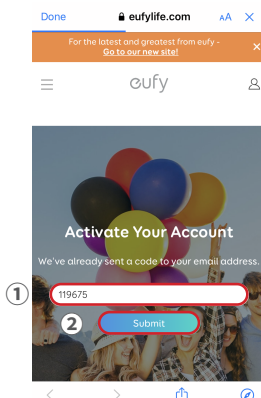 Done
eufylife.com
AA
For the latest and greatest from eufy -
Go to our new site!
eufy
Activate Your Account
We've already sent a code to your email address.
1
119675
2
Submit